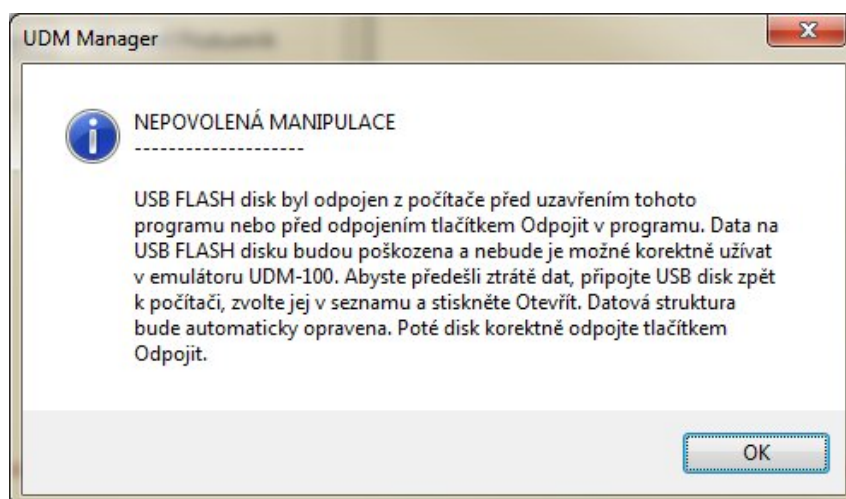 UDM Manager
NEPOVOLENÁ MANIPULACE
--------------------
USB FLASH disk byl odpojen z počítače před uzavřením tohoto
programu nebo před odpojením tlačítkem Odpojit v programu. Data na
USB FLASH disku budou poškozena a nebude je možné korektně užívat
v emulátoru UDM-100. Abyste předešli ztrátě dat, připojte USB disk zpět
k počítači, zvolte jej v seznamu a stiskněte Otevřít. Datová struktura
bude automaticky opravena. Poté disk korektně odpojte tlačítkem
Odpojit.
OK